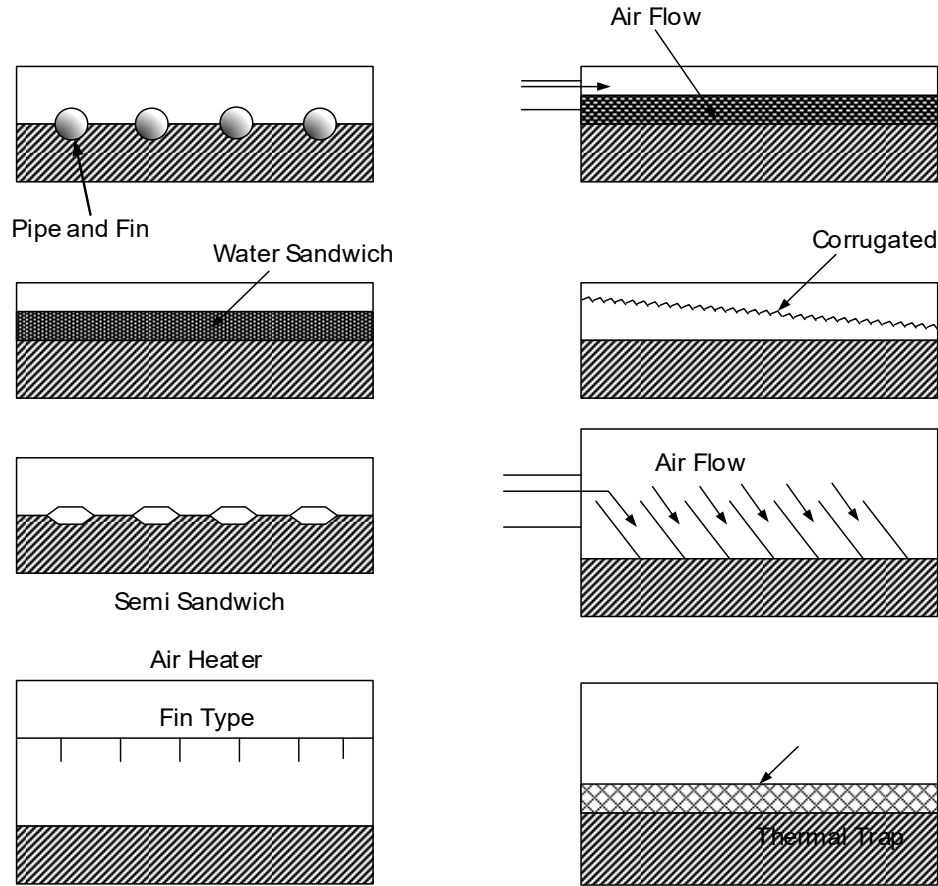 Air Flow
Pipe and Fin
Water Sandwich
Corrugated
Air Flow
Semi Sandwich
Air Heater
Fin Type
Thermal Trap